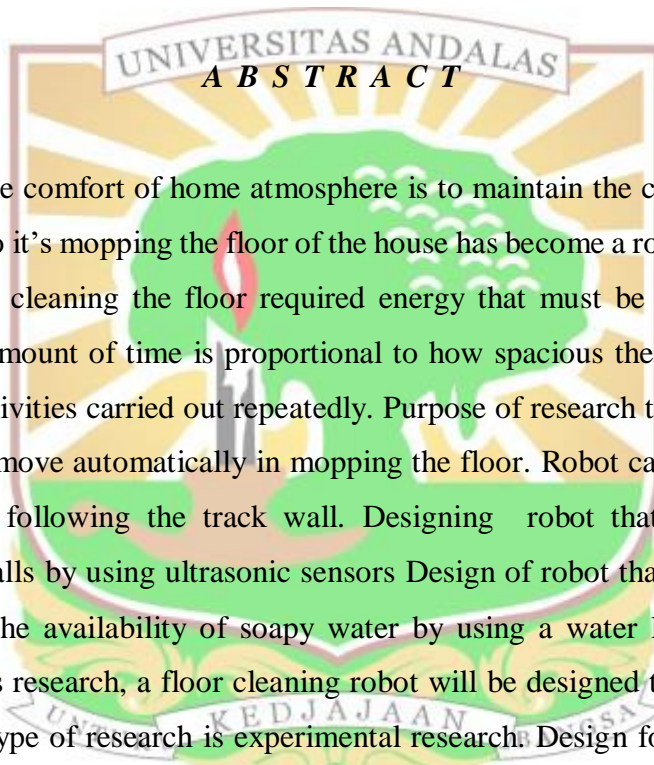 UNIVERSITAS ANDALAS
A B S T R A C T
e comfort of home atmosphere is to maintain the c
o it’s mopping the floor of the house has become a ro
cleaning the floor required energy that must be
mount of time is proportional to how spacious the
tivities carried out repeatedly. Purpose of research t
move automatically in mopping the floor. Robot ca
following the track wall. Designing robot that
alls by using ultrasonic sensors Design of robot tha
he availability of soapy water by using a water
s research, a floor cleaning robot will be designed t
UNTUK KEDJAJAAN BANGSA
ype of research is experimental research. Design fo